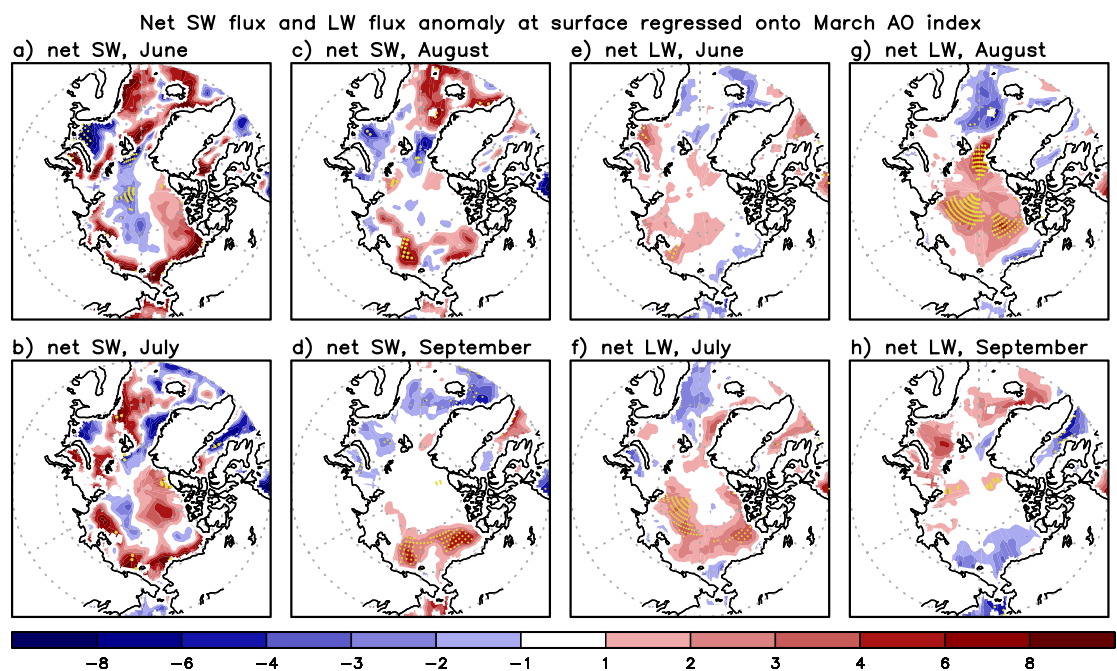 Net SW flux and LW flux anomaly at surface regressed onto March AO index
a) net SW, June
c) net SW, August
e) net LW, June
g) net LW, August
b) net SW, July
d) net SW, September
f) net LW, July
h) net LW, September
−8 −6 −4 −3 −2 −1 1 2 3 4 6 8